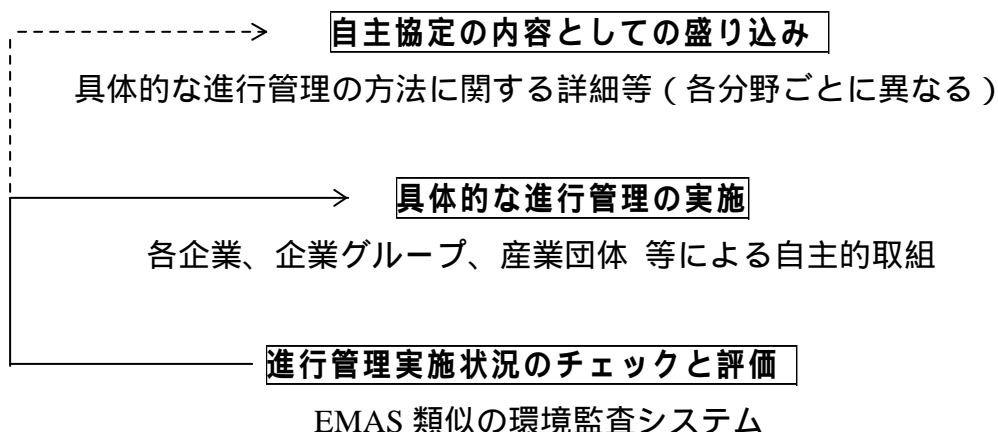 自主協定の内容としての盛り込み
具体的な進行管理の方法に関する詳細等（各分野ごとに異なる）
具体的な進行管理の実施
各企業、企業グループ、産業団体 等による自主的取組
進行管理実施状況のチェックと評価
EMAS 類似の環境監査システム